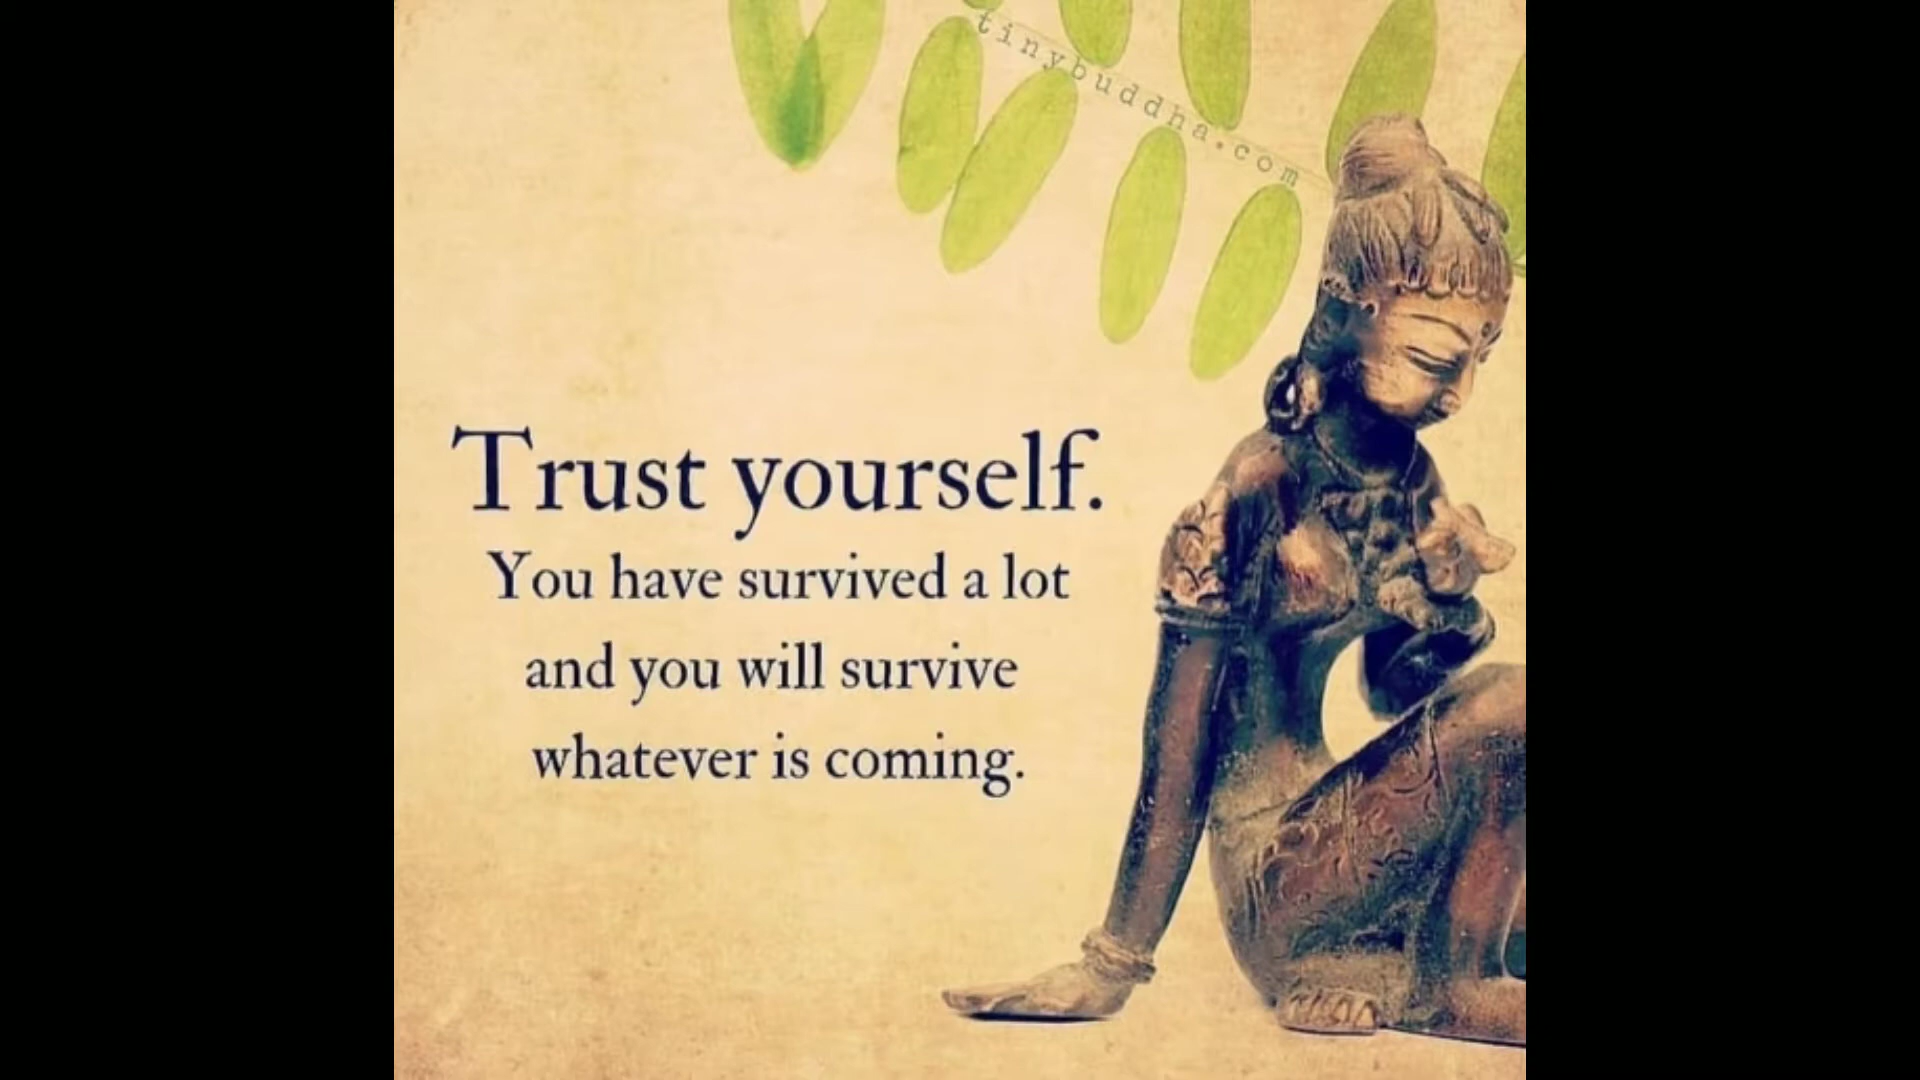 tinybuddha.com
Trust yourself.
You have survived a lot
and you will survive
whatever is coming.